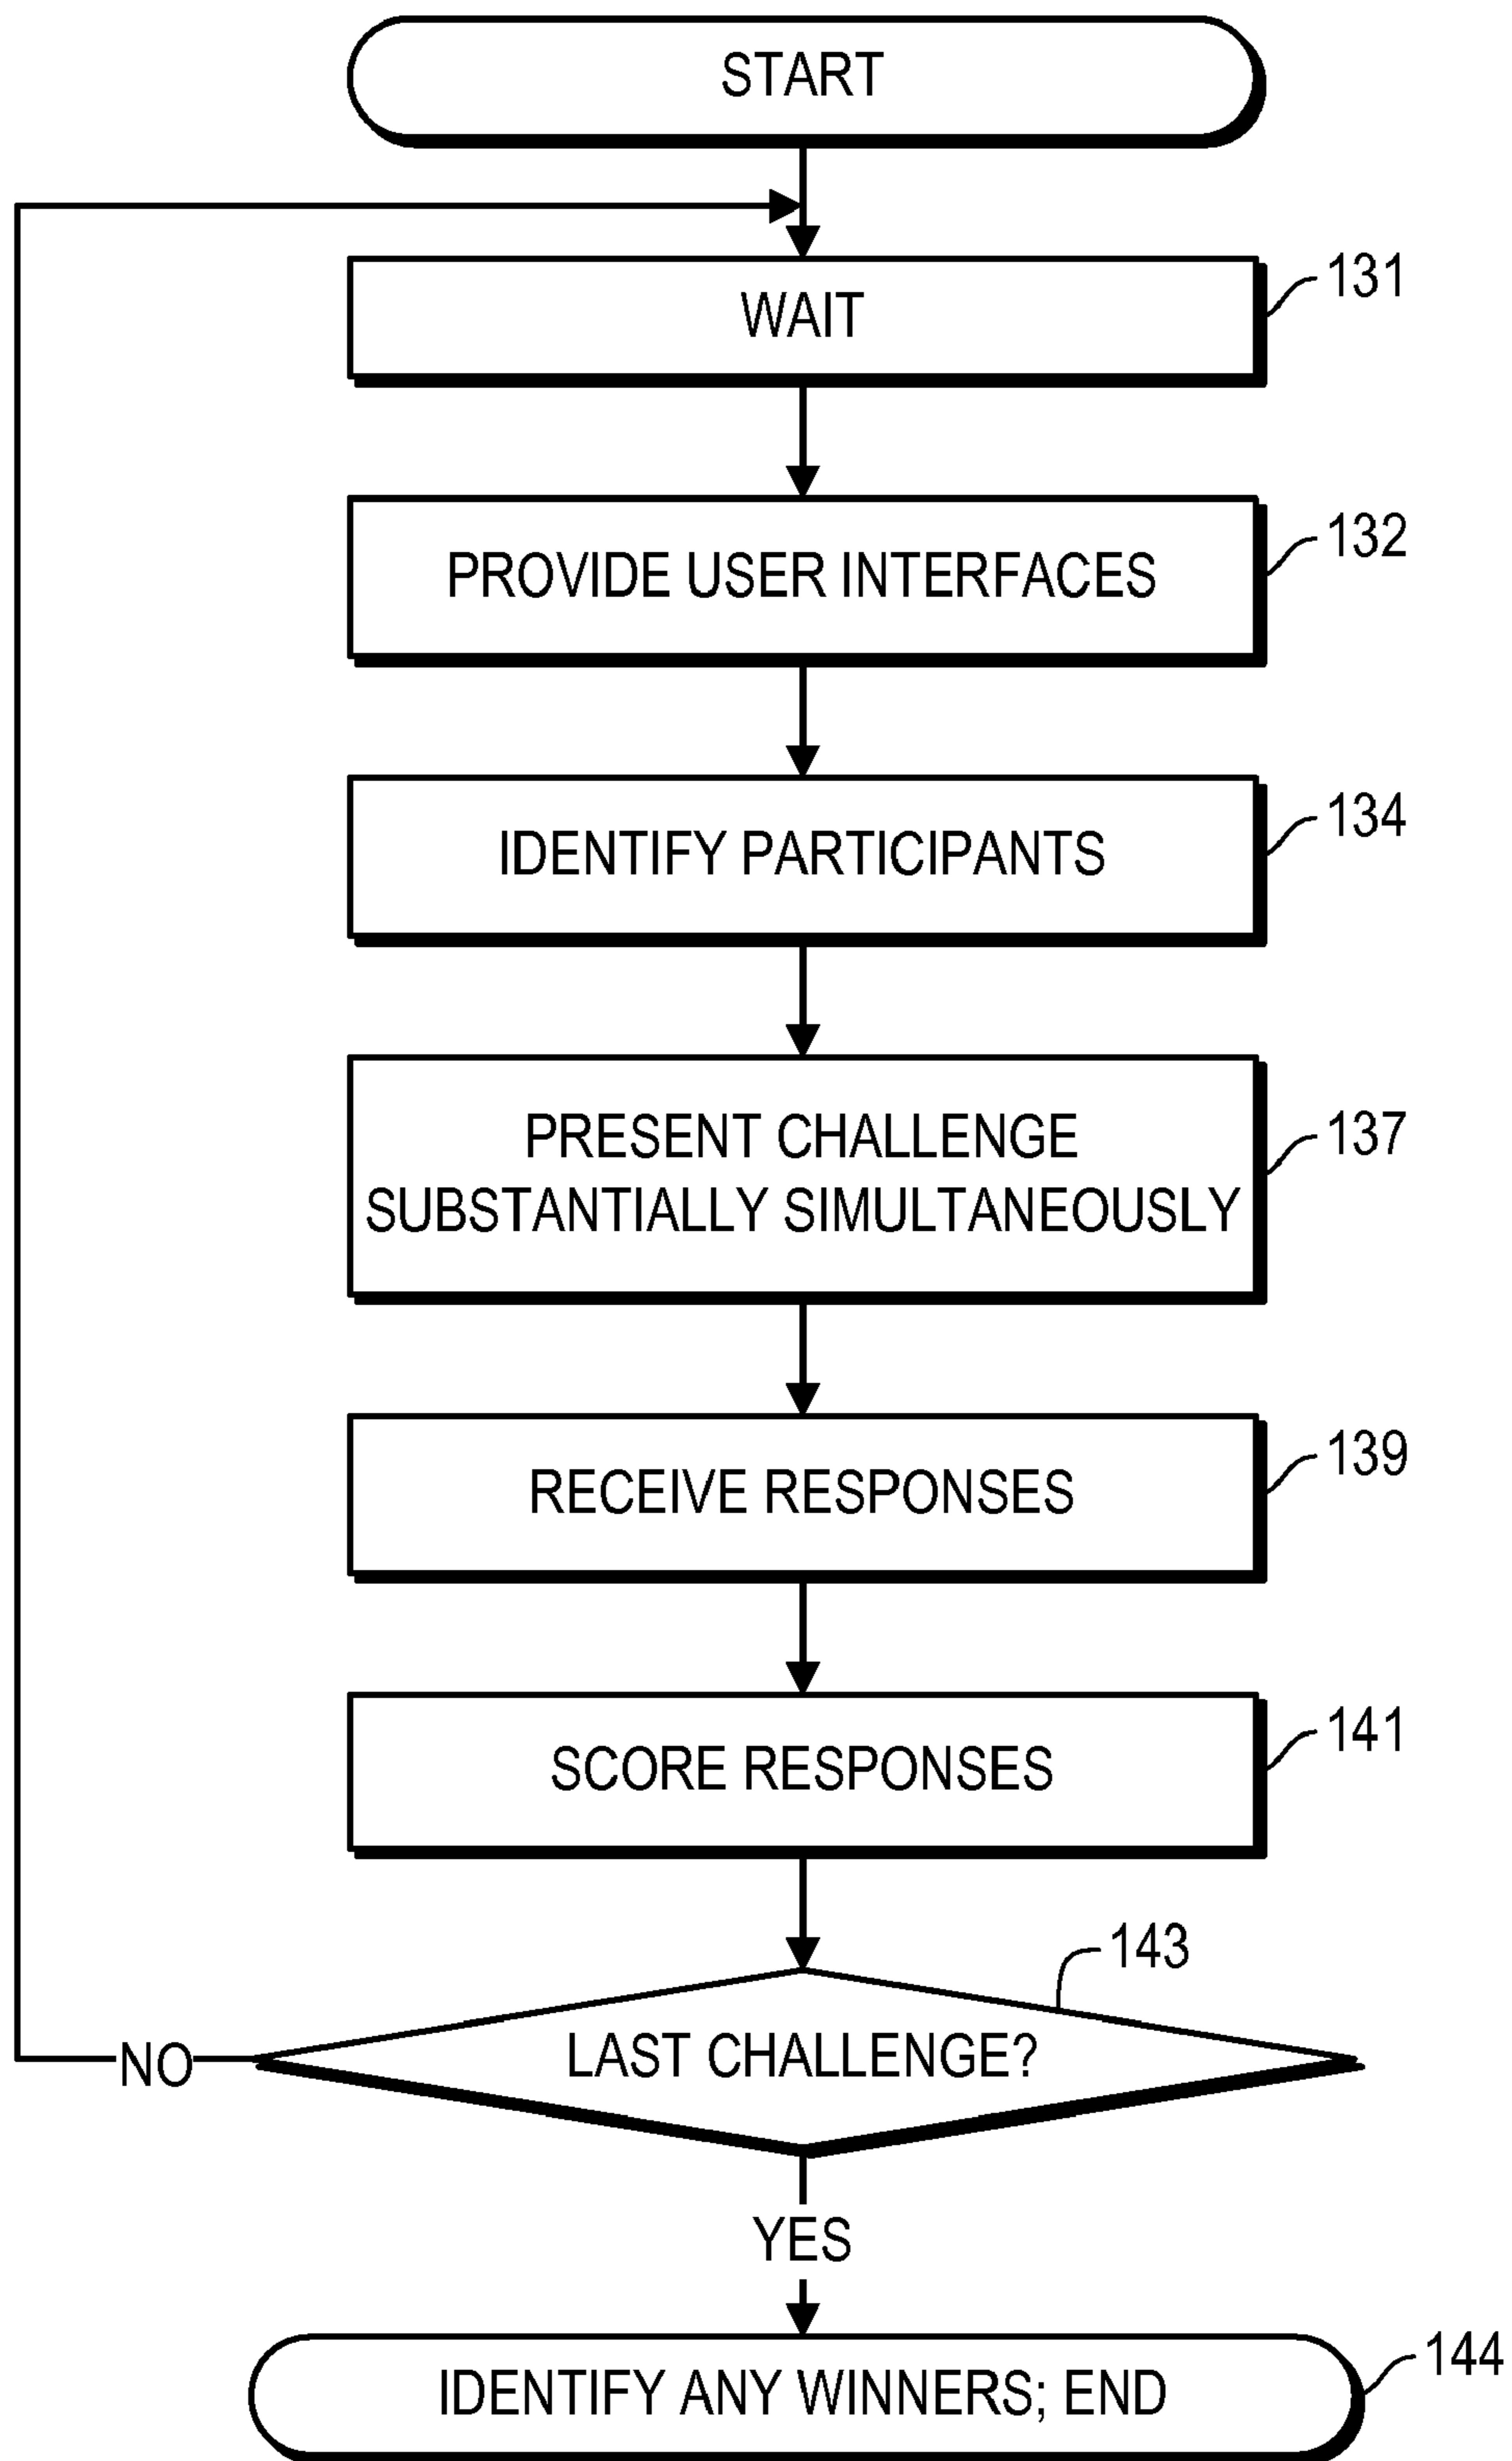 START
WAIT
131
PROVIDE USER INTERFACES
132
IDENTIFY PARTICIPANTS
134
PRESENT CHALLENGE
SUBSTANTIALLY SIMULTANEOUSLY
137
RECEIVE RESPONSES
139
SCORE RESPONSES
141
143
LAST CHALLENGE?
NO
YES
IDENTIFY ANY WINNERS; END
144